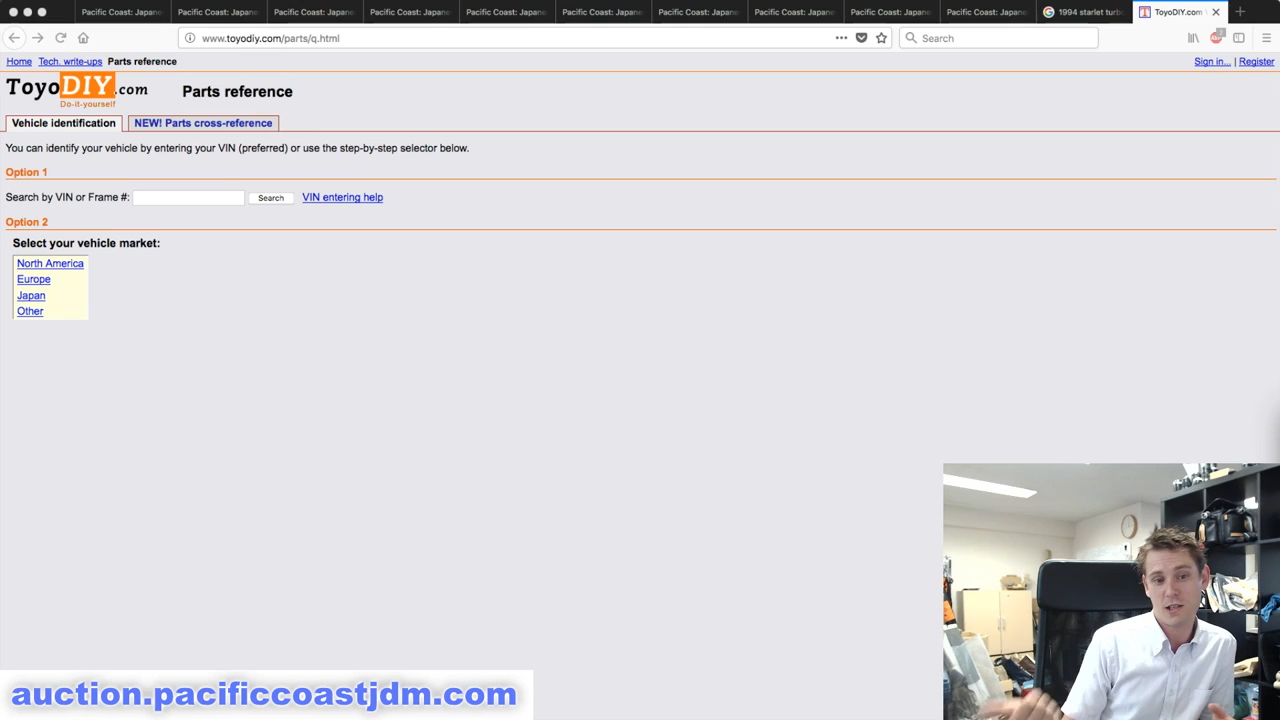 Pacific Coast: Japane
Pacific Coast: Japane
Pacific Coast: Japane
Pacific Coast: Japane
Pacific Coast: Japane
Pacific Coast: Japane
Pacific Coast: Japane
Pacific Coast: Japane
Pacific Coast: Japane
Pacific Coast: Japane
1994 starlet turbo
ToyoDIY.com
www.toyodiy.com/parts/q.html
Search
2
Home
Tech. write-ups
Parts reference
Sign in... | Register
ToyoDIY.com
Do-it-yourself
Parts reference
Vehicle identification
NEW! Parts cross-reference
You can identify your vehicle by entering your VIN (preferred) or use the step-by-step selector below.
Option 1
Search by VIN or Frame #:
Search
VIN entering help
Option 2
Select your vehicle market:
North America
Europe
Japan
Other
auction.pacificcoastjdm.com